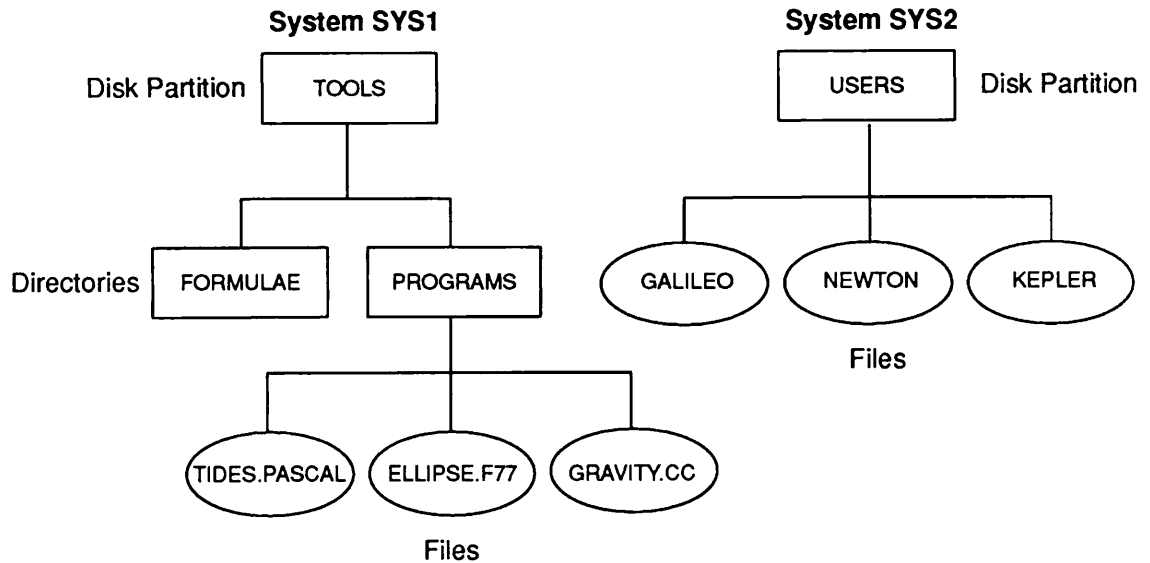 System SYS1
System SYS2
Disk Partition
TOOLS
USERS
Disk Partition
Directories
FORMULAE
PROGRAMS
GALILEO
NEWTON
KEPLER
Files
TIDES.PASCAL
ELLIPSE.F77
GRAVITY.CC
Files